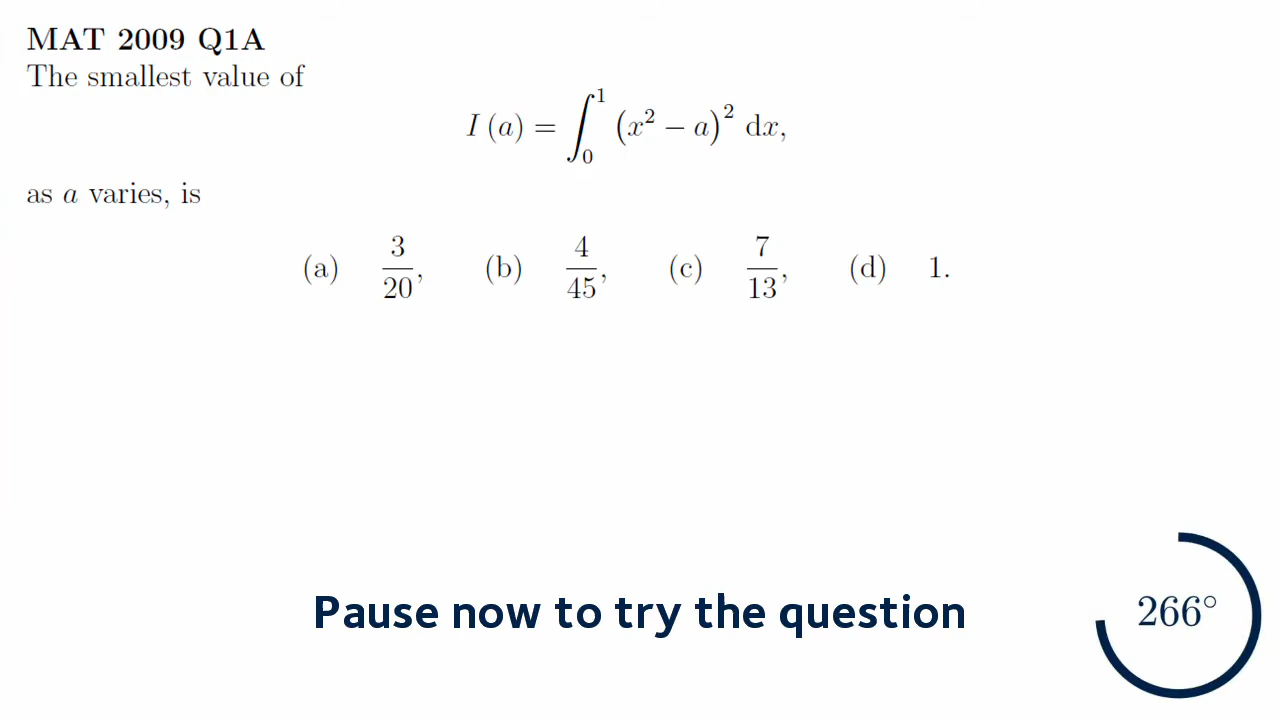 MAT 2009 Q1A
The smallest value of
I (a) = ∫₀¹ (x² − a)² dx,
as a varies, is
(a) 3/20, (b) 4/45, (c) 7/13, (d) 1.
Pause now to try the question
266°